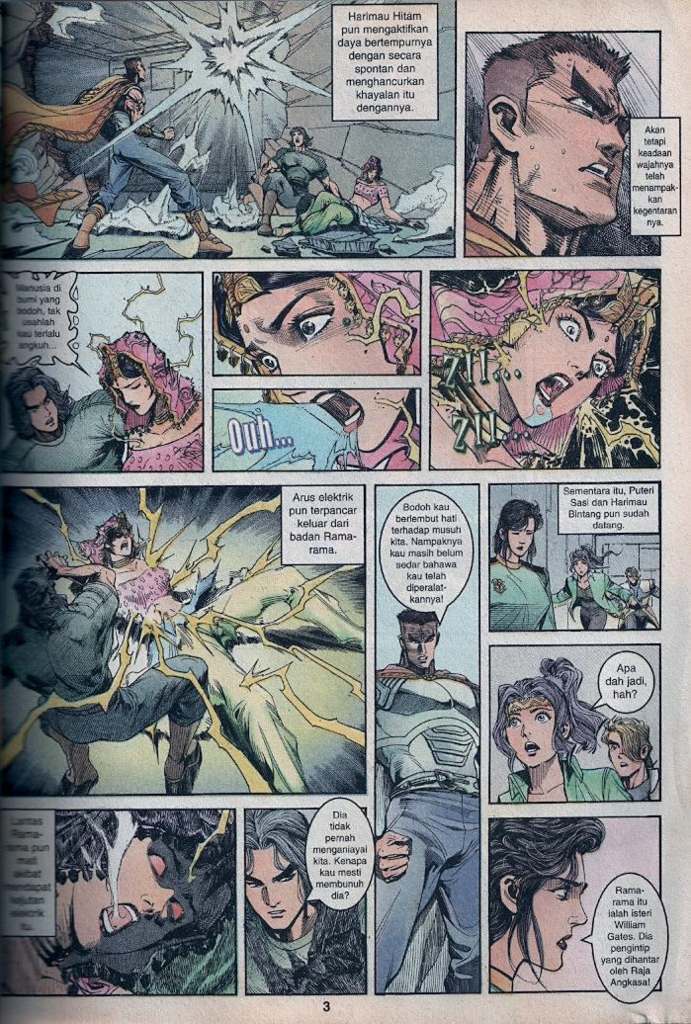 Harimau Hitam
pun mengaktifkan
daya bertempurnya
dengan secara
spontan dan
menghancurkan
khayalan itu
dengannya.
Akan
tetapi
keadaan
wajahnya
telah
menampak-
kan
kegentaran
nya.
Manusia di
bumi yang
bodoh, tak
usahlah
kau terlalu
angkuh...
Ouh...
ZII...
ZII...
Arus elektrik
pun terpancar
keluar dari
badan Rama-
rama.
Bodoh kau
berlembut hati
terhadap musuh
kita. Nampaknya
kau masih belum
sedar bahawa
kau telah
diperalat-
kannya!
Sementara itu, Puteri
Sasi dan Harimau
Bintang pun sudah
datang.
Apa
dah jadi,
hah?
Lantas
Rama-
rama pun
mati
akibat
mendapat
kejutan
elektrik
itu.
Dia
tidak
pernah
menganiayai
kita. Kenapa
kau mesti
membunuh
dia?
Rama-
rama itu
ialah isteri
William
Gates. Dia
pengintip
yang dihantar
oleh Raja
Angkasa!
3